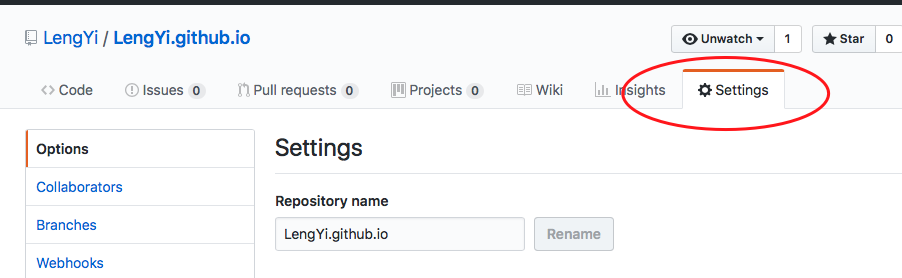 LengYi / LengYi.github.io
Unwatch 1 Star 0
Code Issues 0 Pull requests 0 Projects 0 Wiki Insights Settings
Options
Collaborators
Branches
Webhooks
Settings
Repository name
LengYi.github.io Rename